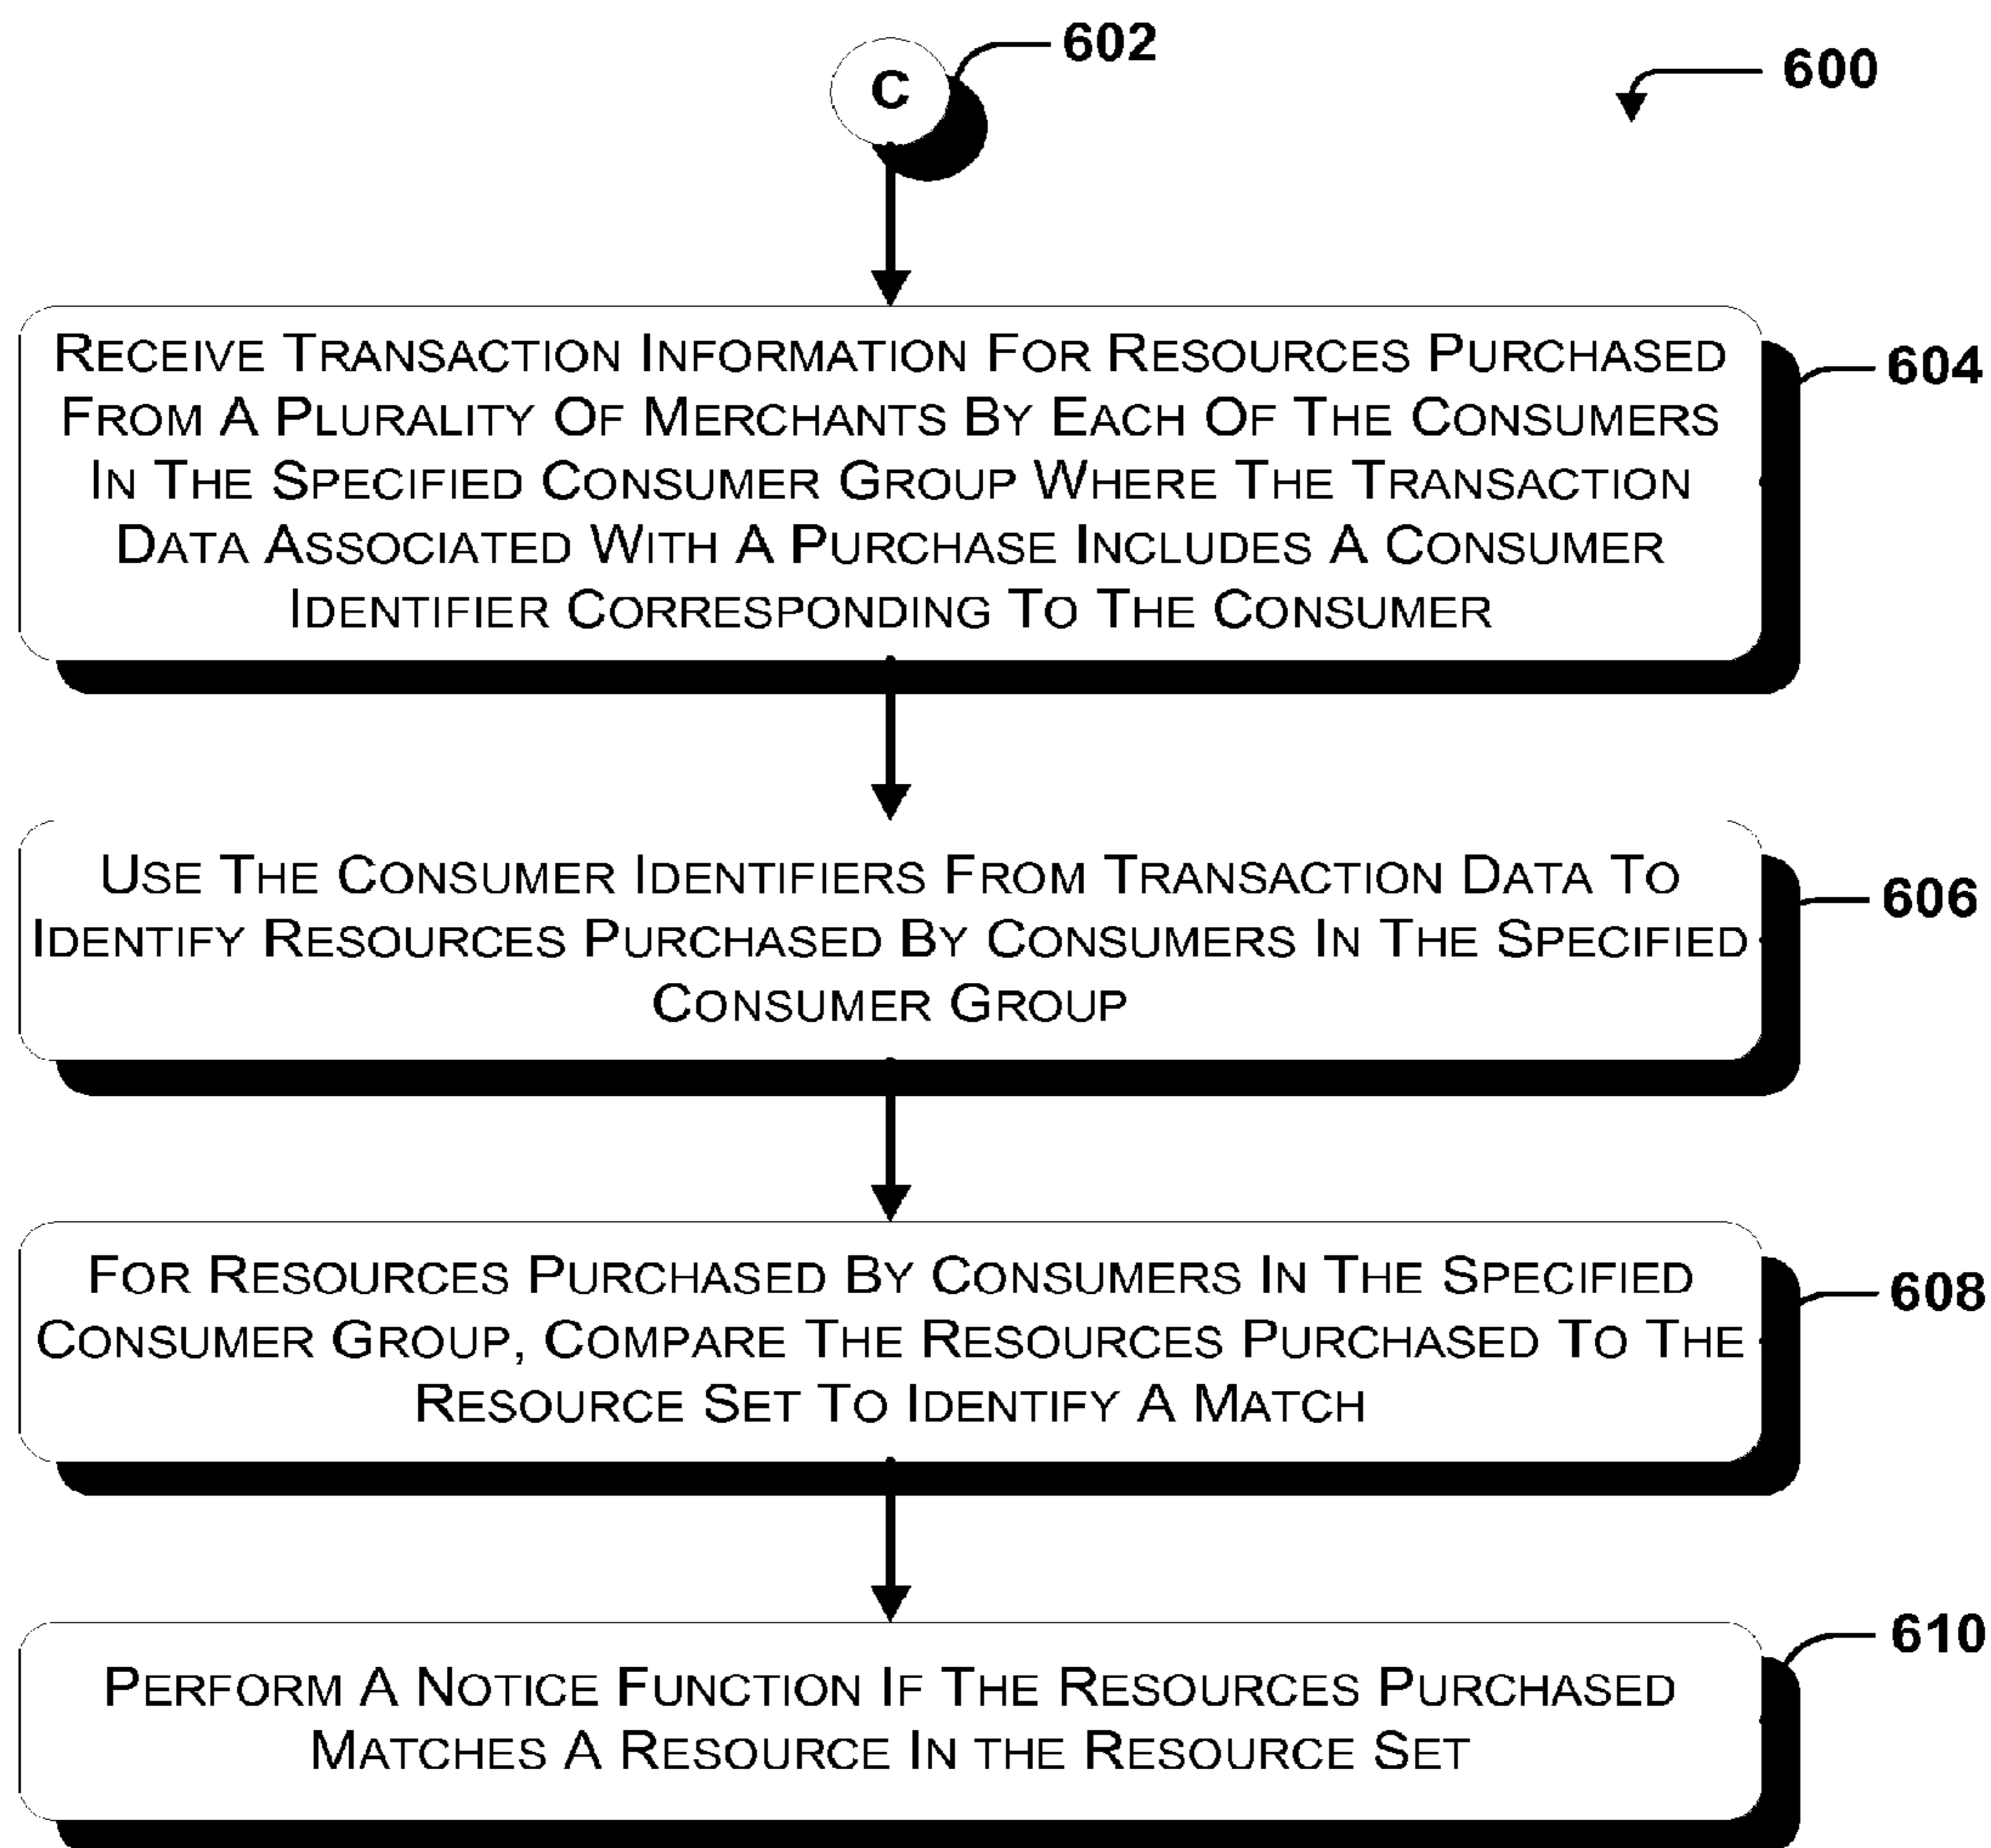 C
602
600
RECEIVE TRANSACTION INFORMATION FOR RESOURCES PURCHASED
FROM A PLURALITY OF MERCHANTS BY EACH OF THE CONSUMERS
IN THE SPECIFIED CONSUMER GROUP WHERE THE TRANSACTION
DATA ASSOCIATED WITH A PURCHASE INCLUDES A CONSUMER
IDENTIFIER CORRESPONDING TO THE CONSUMER
604
USE THE CONSUMER IDENTIFIERS FROM TRANSACTION DATA TO
IDENTIFY RESOURCES PURCHASED BY CONSUMERS IN THE SPECIFIED
CONSUMER GROUP
606
FOR RESOURCES PURCHASED BY CONSUMERS IN THE SPECIFIED
CONSUMER GROUP, COMPARE THE RESOURCES PURCHASED TO THE
RESOURCE SET TO IDENTIFY A MATCH
608
PERFORM A NOTICE FUNCTION IF THE RESOURCES PURCHASED
MATCHES A RESOURCE IN THE RESOURCE SET
610